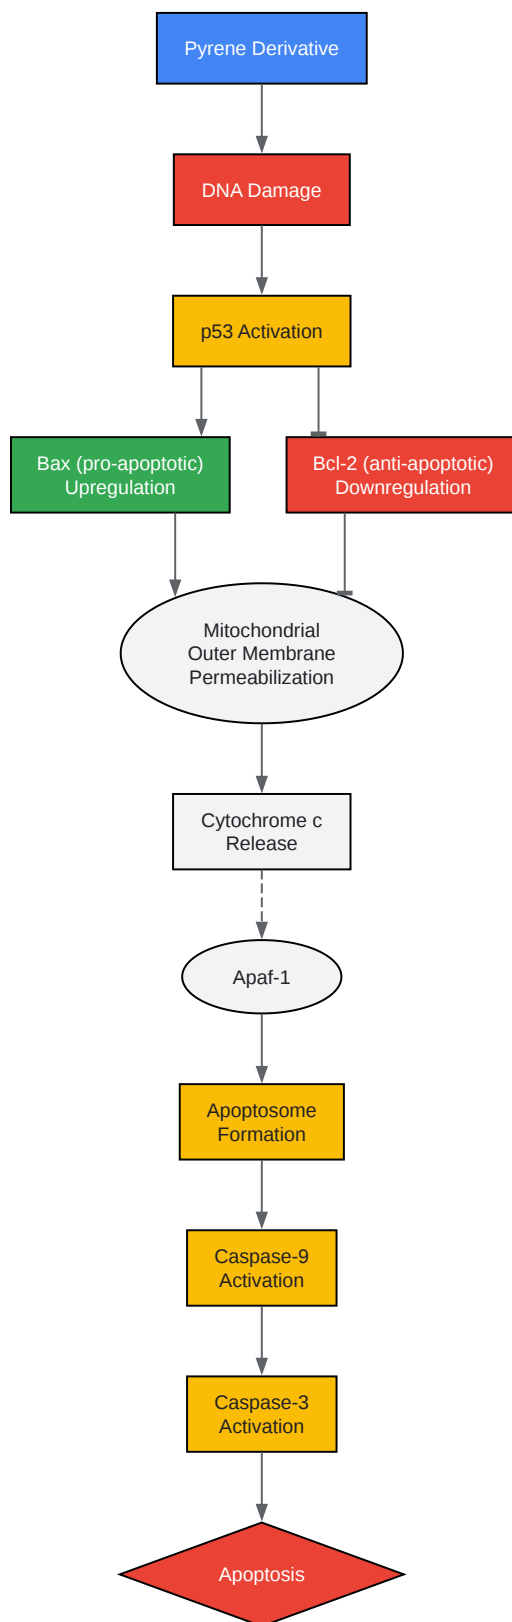 Pyrene Derivative
DNA Damage
p53 Activation
Bax (pro-apoptotic)
Upregulation
Bcl-2 (anti-apoptotic)
Downregulation
Mitochondrial
Outer Membrane
Permeabilization
Cytochrome c
Release
Apaf-1
Apoptosome
Formation
Caspase-9
Activation
Caspase-3
Activation
Apoptosis